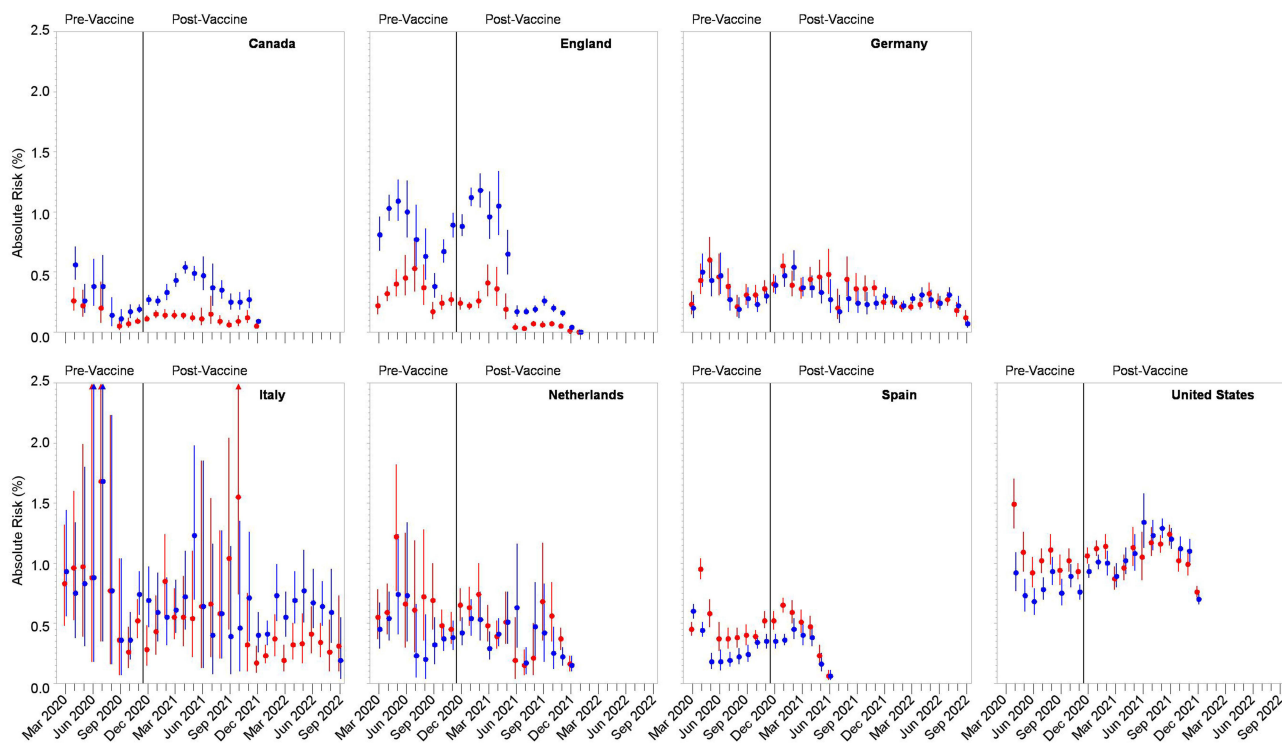 Pre-Vaccine Post-Vaccine Pre-Vaccine Post-Vaccine Pre-Vaccine Post-Vaccine
Canada England Germany
2.5
2.0
1.5
1.0
0.5
0.0
Absolute Risk (%)
Pre-Vaccine Post-Vaccine Pre-Vaccine Post-Vaccine Pre-Vaccine Post-Vaccine Pre-Vaccine Post-Vaccine
Italy Netherlands Spain United States
2.5
2.0
1.5
1.0
0.5
0.0
Absolute Risk (%)
Mar 2020 Jun 2020 Sep 2020 Dec 2020 Mar 2021 Jun 2021 Sep 2021 Dec 2021 Mar 2022 Jun 2022 Sep 2022
Mar 2020 Jun 2020 Sep 2020 Dec 2020 Mar 2021 Jun 2021 Sep 2021 Dec 2021 Mar 2022 Jun 2022 Sep 2022
Mar 2020 Jun 2020 Sep 2020 Dec 2020 Mar 2021 Jun 2021 Sep 2021 Dec 2021 Mar 2022 Jun 2022 Sep 2022
Mar 2020 Jun 2020 Sep 2020 Dec 2020 Mar 2021 Jun 2021 Sep 2021 Dec 2021 Mar 2022 Jun 2022 Sep 2022